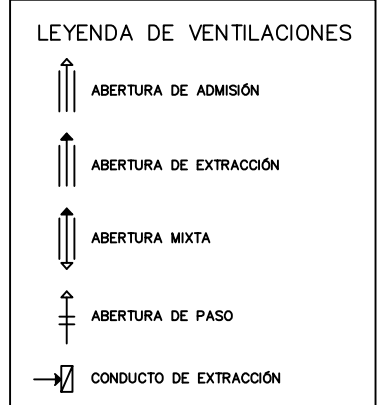 LEYENDA DE VENTILACIONES
ABERTURA DE ADMISIÓN
ABERTURA DE EXTRACCIÓN
ABERTURA MIXTA
ABERTURA DE PASO
CONDUCTO DE EXTRACCIÓN